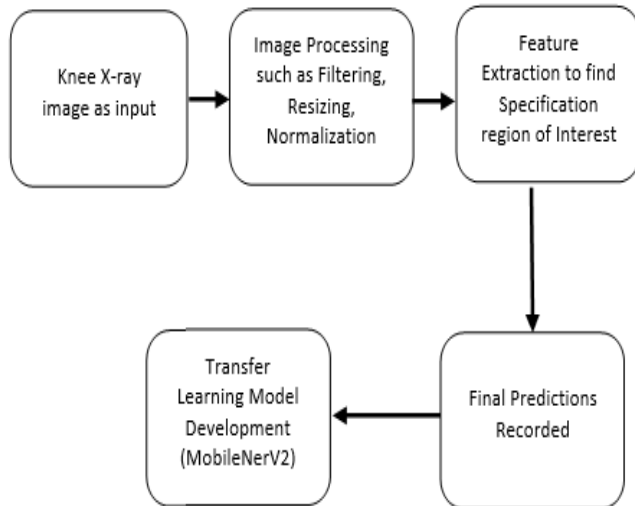 Knee X-ray
image as input
Image Processing
such as Filtering,
Resizing,
Normalization
Feature
Extraction to find
Specification
region of Interest
Final Predictions
Recorded
Transfer
Learning Model
Development
(MobileNerV2)